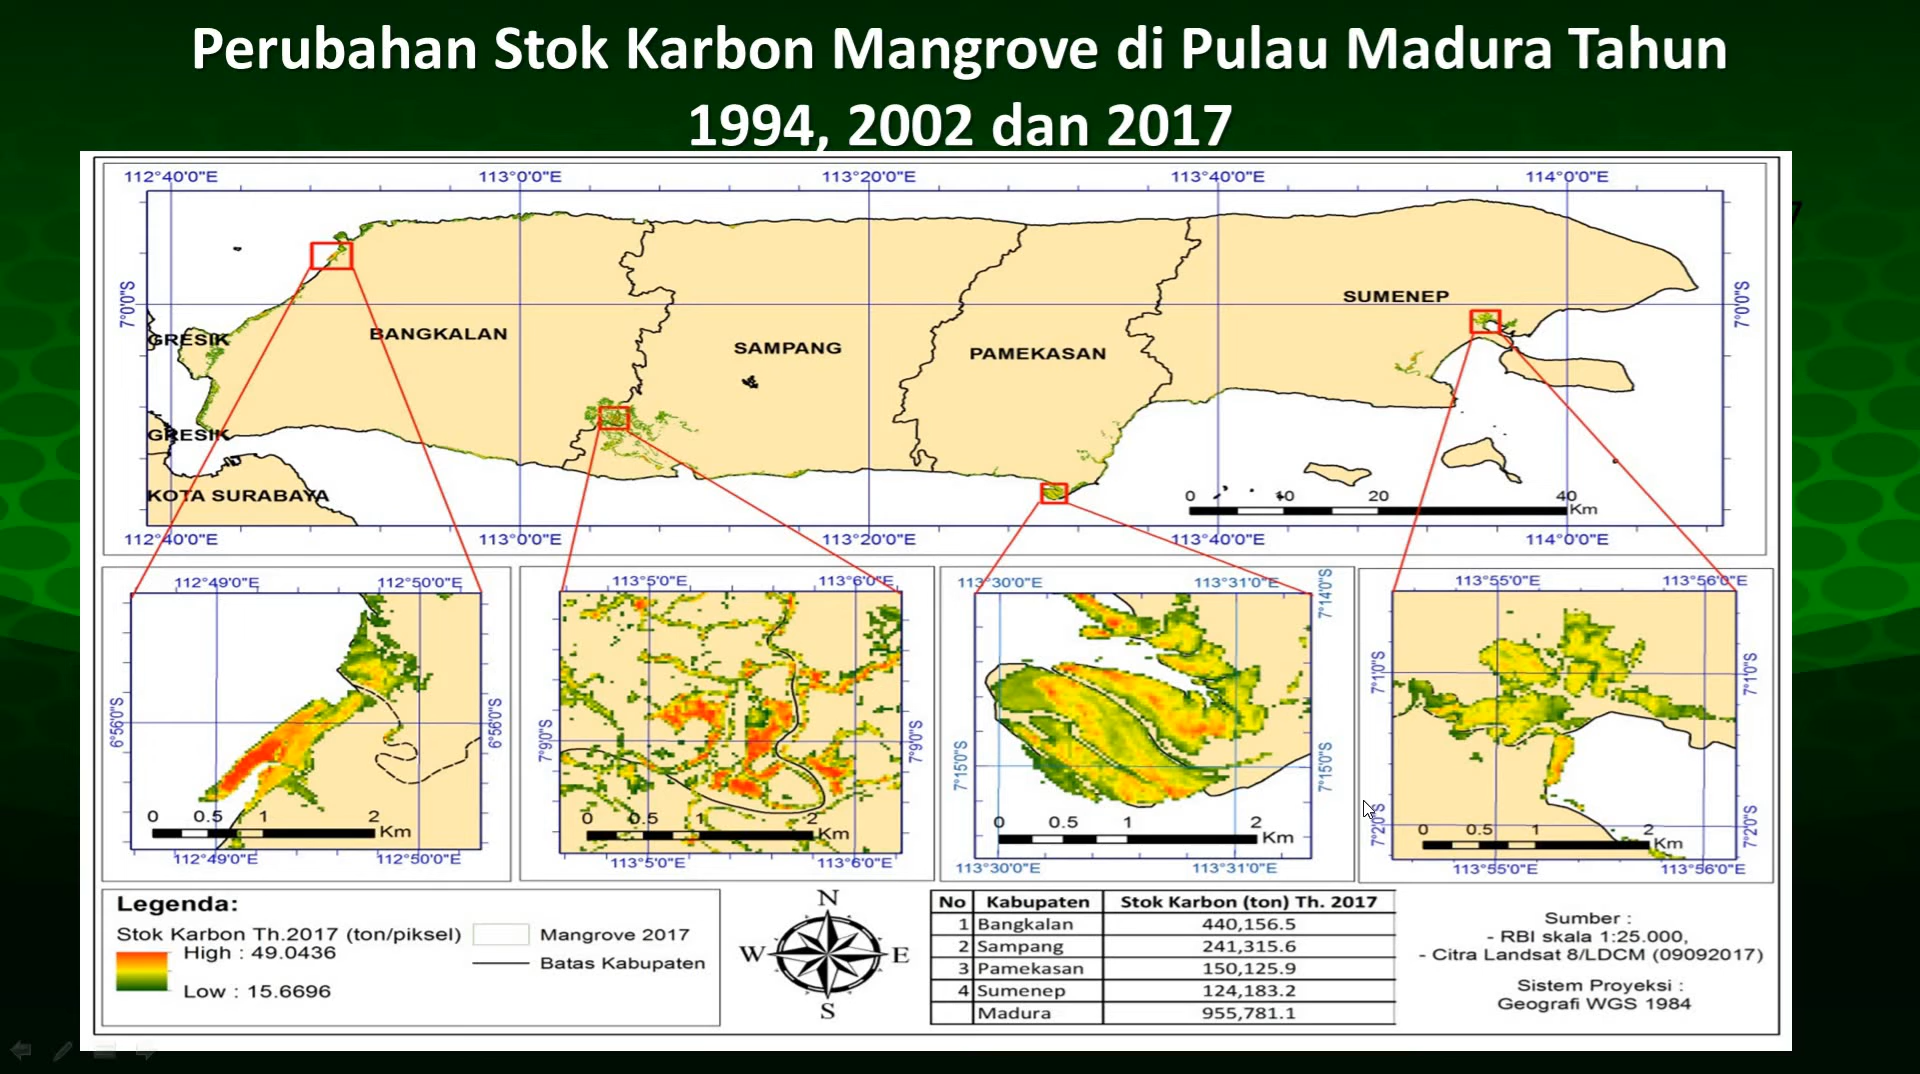 Perubahan Stok Karbon Mangrove di Pulau Madura Tahun
1994, 2002 dan 2017
7
112°40'0"E 113°0'0"E 113°20'0"E 113°40'0"E 114°0'0"E
7°0'0"S 7°0'0"S
SUMENEP
BANGKALAN
GRESIK
SAMPANG
PAMEKASAN
GRESIK
KOTA SURABAYA
0 10 20 40
Km
112°40'0"E 113°0'0"E 113°20'0"E 113°40'0"E 114°0'0"E
112°49'0"E 112°50'0"E
6°56'0"S 6°56'0"S
0 0.5 1 2
Km
112°49'0"E 112°50'0"E
113°5'0"E 113°6'0"E
7°9'0"S 7°9'0"S
0 0.5 1 2
Km
113°5'0"E 113°6'0"E
113°30'0"E 113°31'0"E
7°14'0"S
7°15'0"S 7°15'0"S
0 0.5 1 2
Km
113°30'0"E 113°31'0"E
113°55'0"E 113°56'0"E
7°1'0"S 7°1'0"S
7°2'0"S 7°2'0"S
0 0.5 1 2
Km
113°55'0"E 113°56'0"E
Legenda:
Stok Karbon Th.2017 (ton/piksel)
High : 49.0436
Low : 15.6696
Mangrove 2017
Batas Kabupaten
N
W E
S
No Kabupaten Stok Karbon (ton) Th. 2017
1 Bangkalan 440,156.5
2 Sampang 241,315.6
3 Pamekasan 150,125.9
4 Sumenep 124,183.2
Madura 955,781.1
Sumber :
- RBI skala 1:25.000,
- Citra Landsat 8/LDCM (09092017)
Sistem Proyeksi :
Geografi WGS 1984